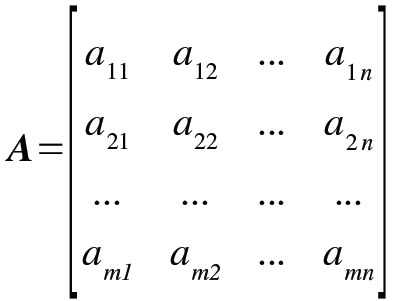 a₁₁ a₁₂ ... a₁ₙ
a₂₁ a₂₂ ... a₂ₙ
A= ... ... ... ...
aₘ₁ aₘ₂ ... aₘₙ